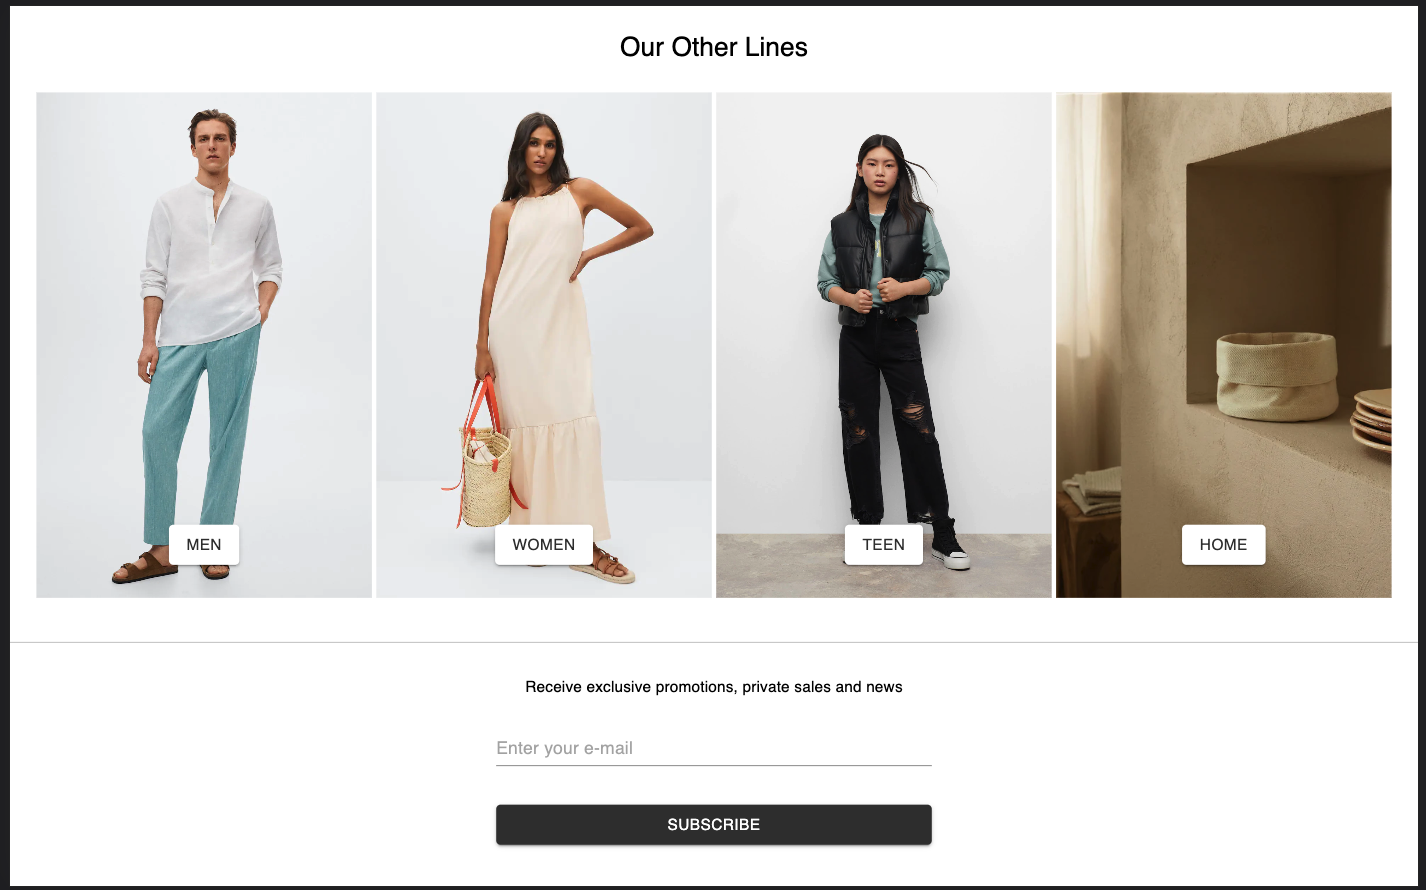 Our Other Lines
MEN
WOMEN
TEEN
HOME
Receive exclusive promotions, private sales and news
Enter your e-mail
SUBSCRIBE